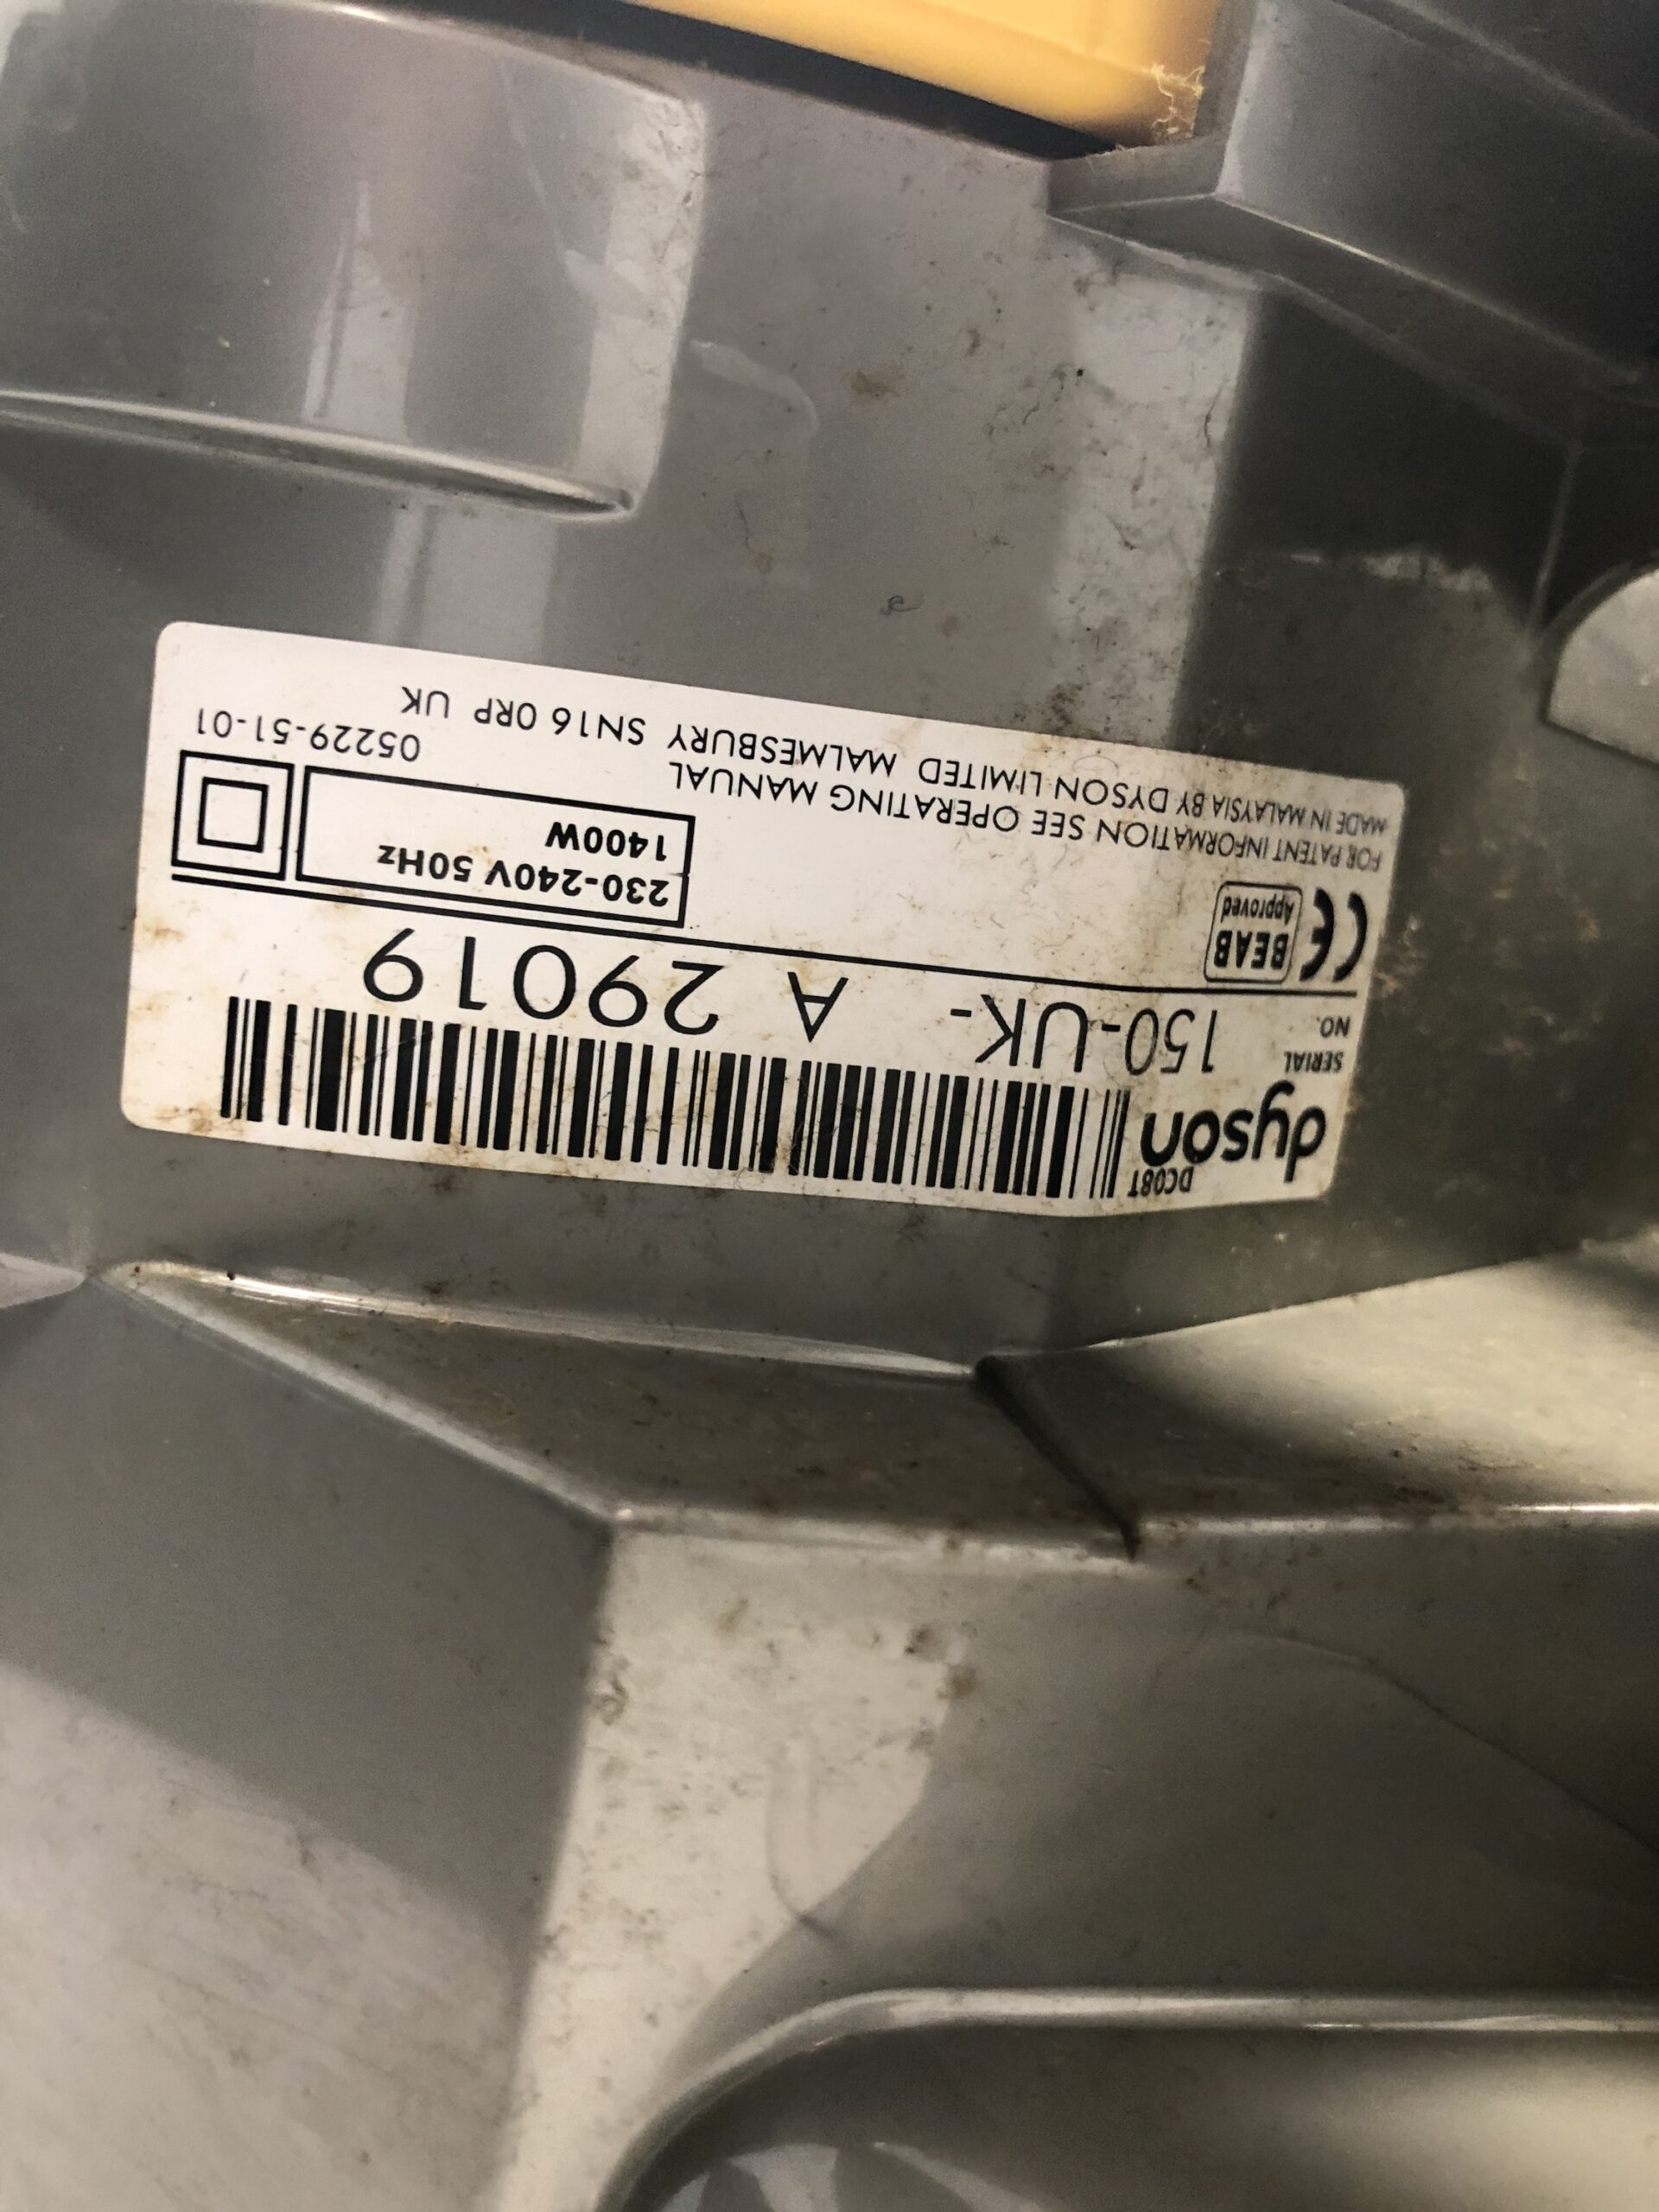 DC08T
dyson
SERIAL NO. 150-UK- A 29019
CE BEAB Approved
230-240V 50Hz
1400W
FOR PATENT INFORMATION SEE OPERATING MANUAL
MADE IN MALAYSIA BY DYSON LIMITED MALMESBURY SN16 0RP UK
05229-51-01